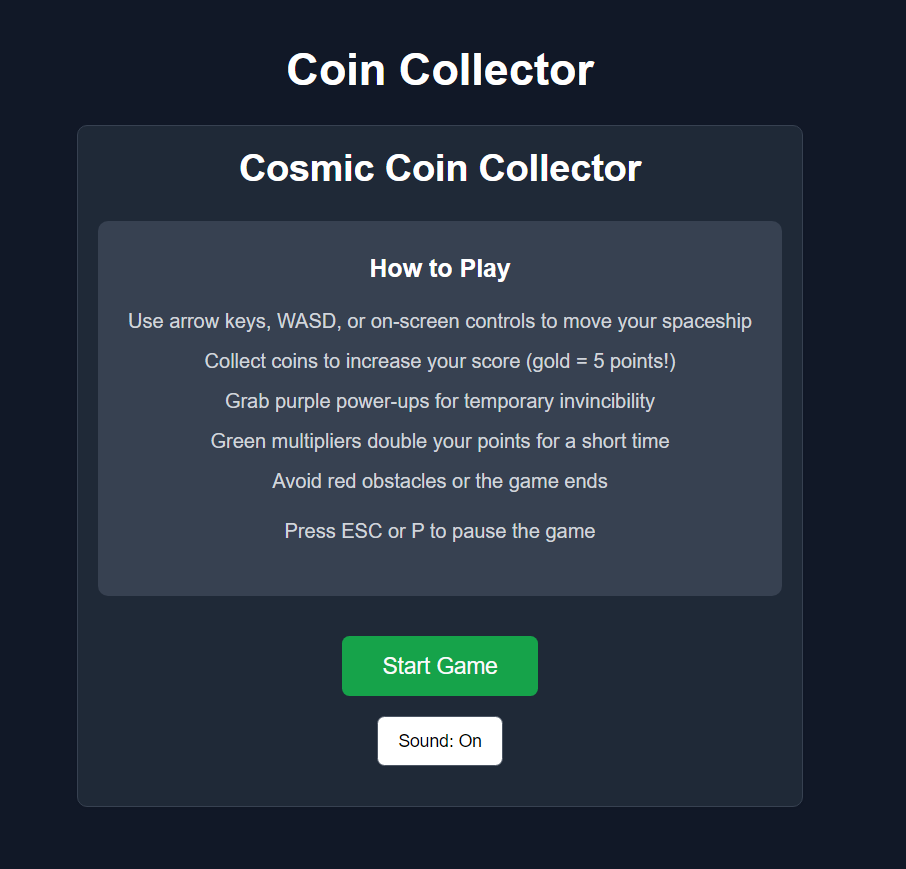 Coin Collector
Cosmic Coin Collector
How to Play
Use arrow keys, WASD, or on-screen controls to move your spaceship
Collect coins to increase your score (gold = 5 points!)
Grab purple power-ups for temporary invincibility
Green multipliers double your points for a short time
Avoid red obstacles or the game ends
Press ESC or P to pause the game
Start Game
Sound: On